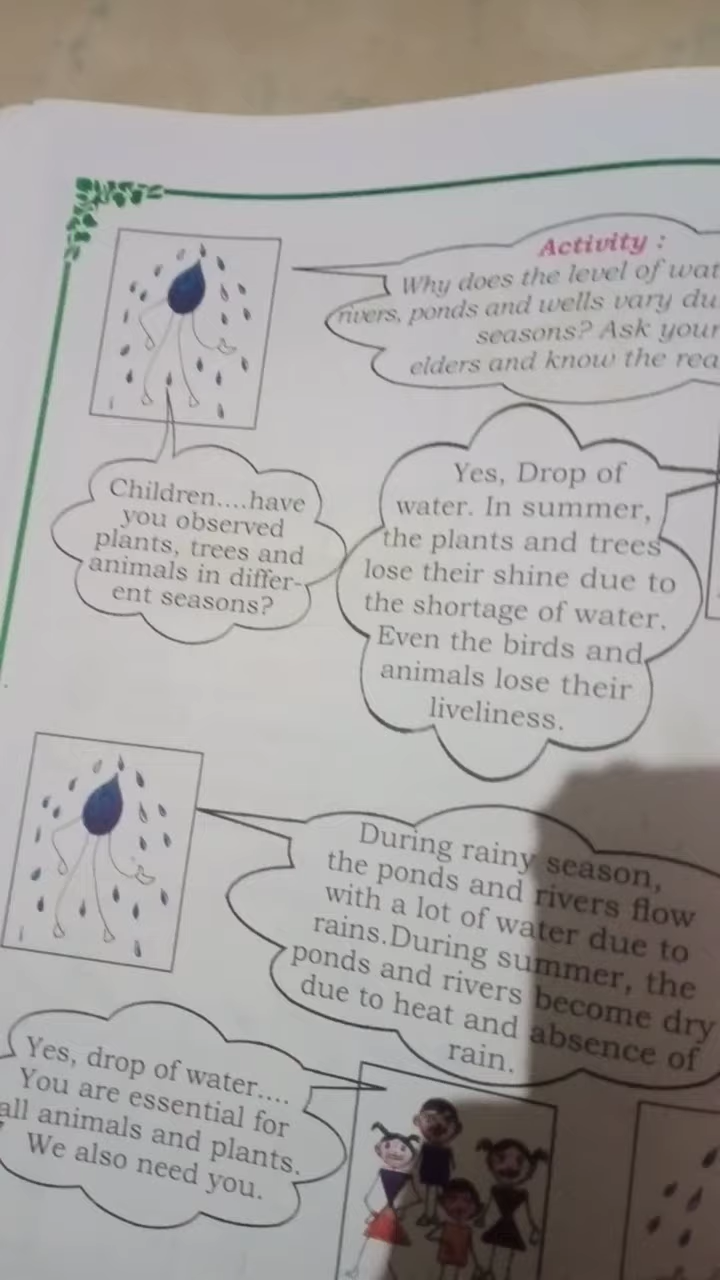 Activity :
Why does the level of wat
rivers, ponds and wells vary du
seasons? Ask your
elders and know the rea
Children....have
you observed
plants, trees and
animals in differ-
ent seasons?
Yes, Drop of
water. In summer,
the plants and trees
lose their shine due to
the shortage of water.
Even the birds and
animals lose their
liveliness.
During rainy season,
the ponds and rivers flow
with a lot of water due to
rains.During summer, the
ponds and rivers become dry
due to heat and absence of
rain.
Yes, drop of water....
You are essential for
all animals and plants.
We also need you.